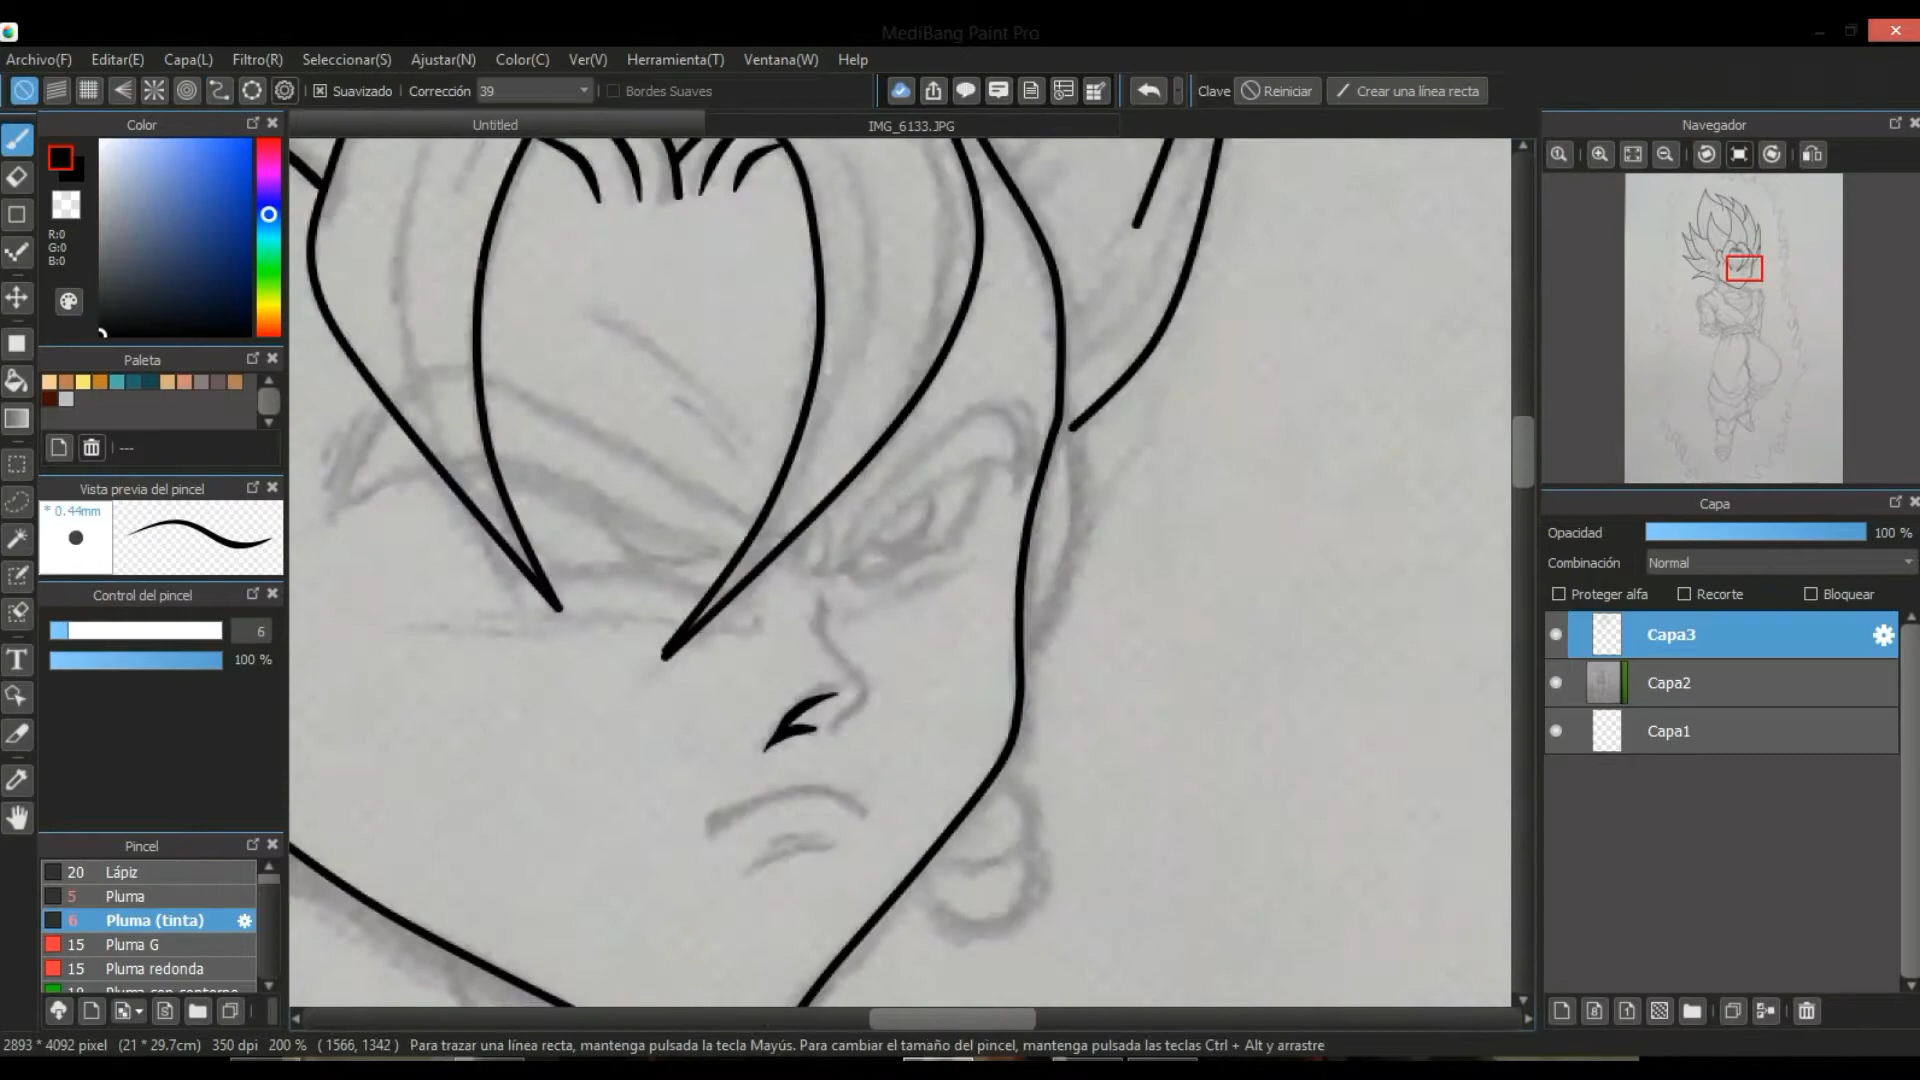 MediBang Paint Pro
Archivo(F) Editar(E) Capa(L) Filtro(R) Seleccionar(S) Ajustar(N) Color(C) Ver(V) Herramienta(T) Ventana(W) Help
Suavizado Corrección 39 Bordes Suaves Clave Reiniciar Crear una línea recta
Color
Untitled IMG_6133.JPG
Navegador
R:0
G:0
B:0
Paleta
---
Vista previa del pincel
* 0.44mm
Control del pincel
6
100 %
Capa
Opacidad 100 %
Combinación Normal
Proteger alfa Recorte Bloquear
Capa3
Capa2
Capa1
Pincel
20 Lápiz
5 Pluma
6 Pluma (tinta)
15 Pluma G
15 Pluma redonda
T
2893 * 4092 pixel (21 * 29.7cm) 350 dpi 200 % ( 1566, 1342 ) Para trazar una línea recta, mantenga pulsada la tecla Mayús. Para cambiar el tamaño del pincel, mantenga pulsada las teclas Ctrl + Alt y arrastre